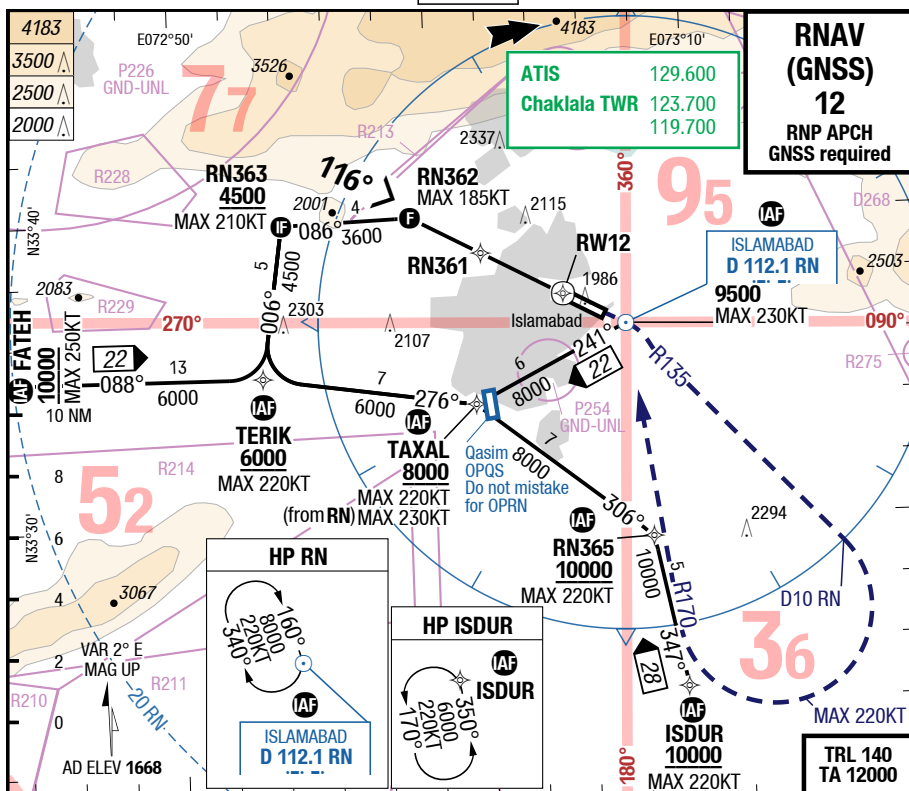 4183
3500
2500
2000
E072°50'
P226
GND-UNL
3526
77
R213
4183
E073°10'
ATIS 129.600
Chaklala TWR 123.700
119.700
RNAV
(GNSS)
12
RNP APCH
GNSS required
360°
95
D268
2337
R228
RN363
4500
MAX 210KT
116°
RN362
MAX 185KT
2001
4
086°
3600
IF
F
2115
N33°40'
RN361
RW12
1986
IAF
ISLAMABAD
D 112.1 RN
9500
MAX 230KT
2503
5
4500
006°
2083
R229
2303
270°
2107
Islamabad
090°
R275
IAF FATEH
10000
MAX 250KT
10 NM
22
088°
13
6000
7
6000
276°
241°
6
8000
22
R135
P254
GND-UNL
IAF
TERIK
6000
MAX 220KT
IAF
TAXAL
8000
MAX 220KT
(from RN) MAX 230KT
Qasim
OPQS
Do not mistake
for OPRN
7
8000
306°
R214
52
8
6
4
2
0
N33°30'
IAF
RN365
10000
MAX 220KT
2294
D10 RN
5
10000
R170
347°
28
36
MAX 220KT
IAF
ISDUR
10000
MAX 220KT
180°
3067
VAR 2° E
MAG UP
R210
R211
20 RN
AD ELEV 1668
HP RN
160°
8000
220KT
340°
IAF
ISLAMABAD
D 112.1 RN
HP ISDUR
IAF
ISDUR
350°
6000
220KT
170°
TRL 140
TA 12000